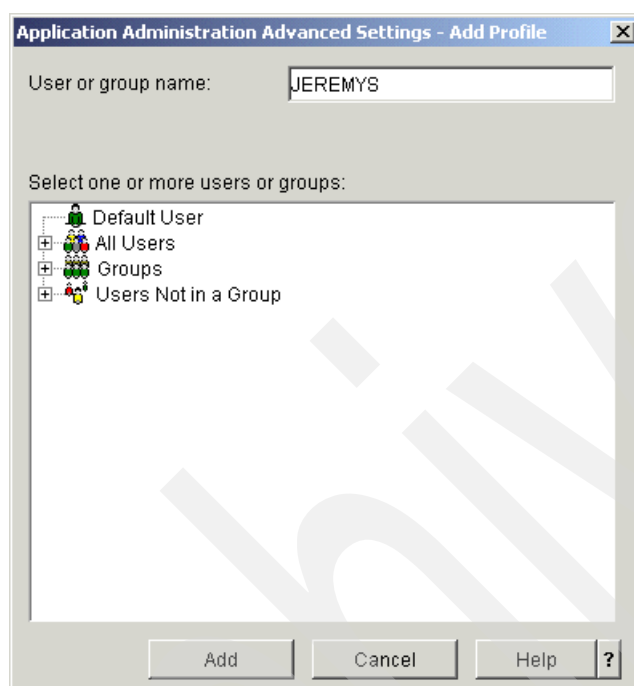 Application Administration Advanced Settings - Add Profile
User or group name: JEREMYS
Select one or more users or groups:
Default User
All Users
Groups
Users Not in a Group
Add Cancel Help ?